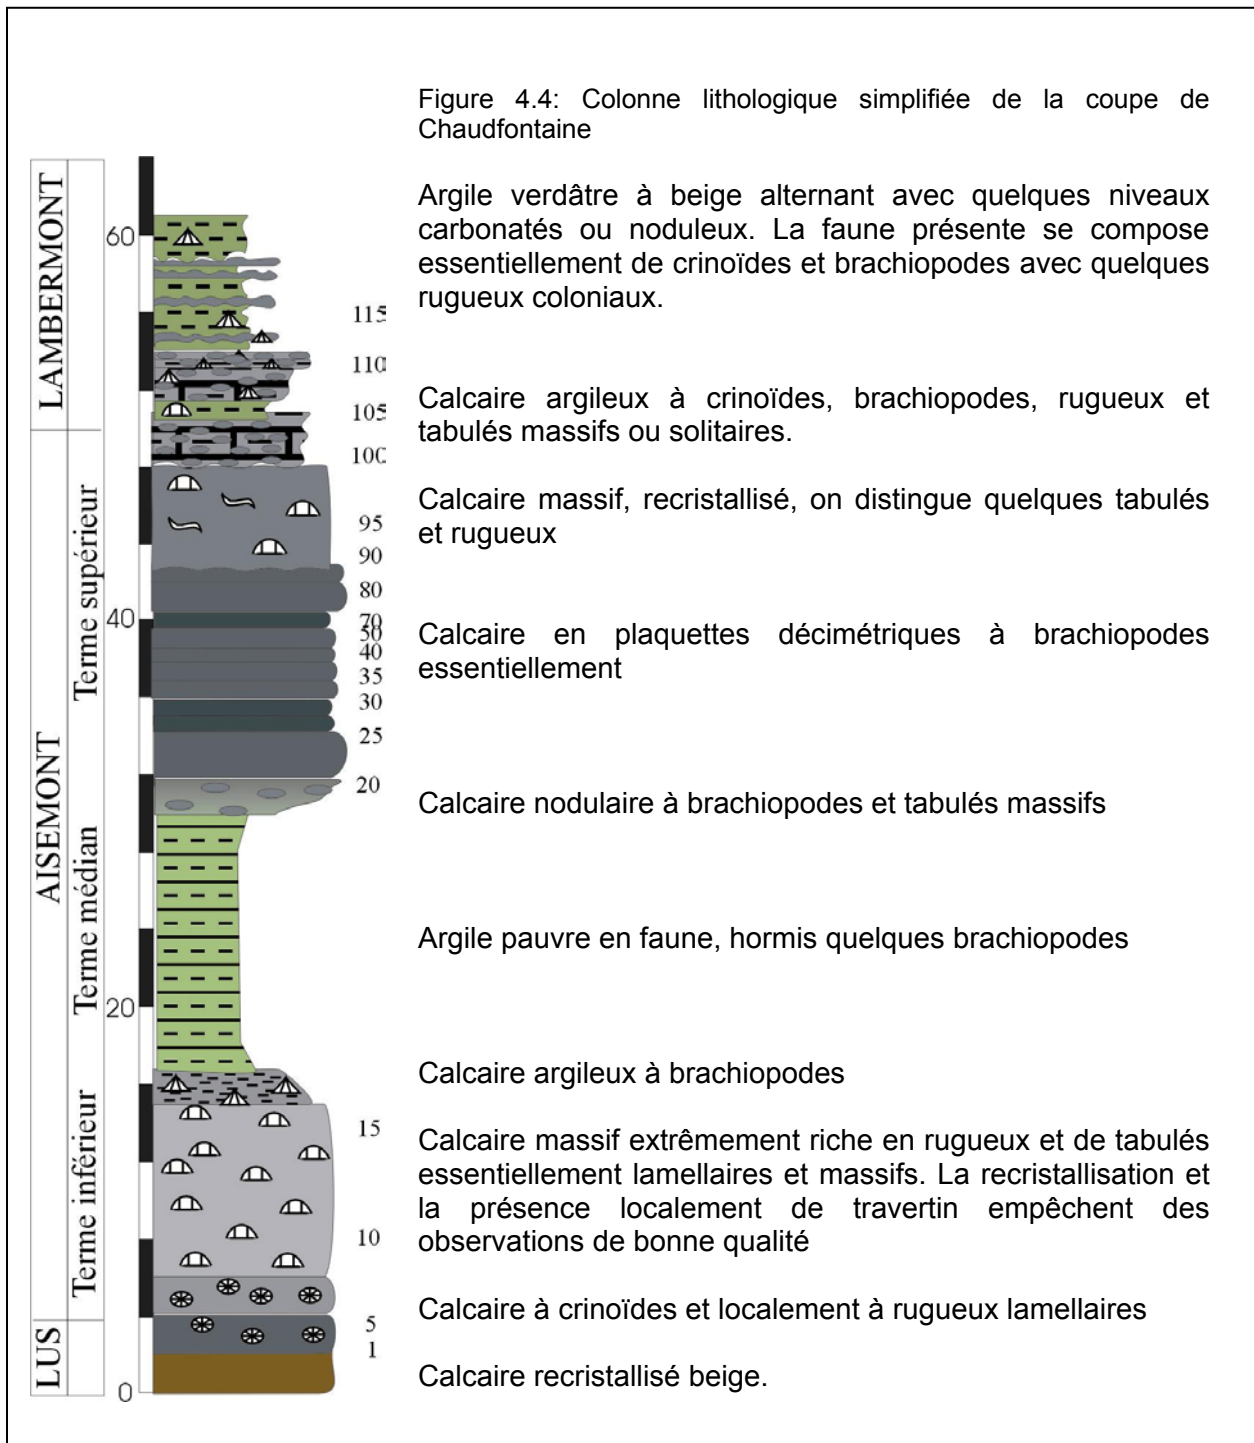 Figure 4.4: Colonne lithologique simplifiée de la coupe de
Chaudfontaine
Argile verdâtre à beige alternant avec quelques niveaux
carbonatés ou noduleux. La faune présente se compose
essentiellement de crinoïdes et brachiopodes avec quelques
rugueux coloniaux.
Calcaire argileux à crinoïdes, brachiopodes, rugueux et
tabulés massifs ou solitaires.
Calcaire massif, recristallisé, on distingue quelques tabulés
et rugueux
Calcaire en plaquettes décimétriques à brachiopodes
essentiellement
Calcaire nodulaire à brachiopodes et tabulés massifs
Argile pauvre en faune, hormis quelques brachiopodes
Calcaire argileux à brachiopodes
Calcaire massif extrêmement riche en rugueux et de tabulés
essentiellement lamellaires et massifs. La recristallisation et
la présence localement de travertin empêchent des
observations de bonne qualité
Calcaire à crinoïdes et localement à rugueux lamellaires
Calcaire recristallisé beige.
LAMBERMONT
AISEMONT
LUS
Terme supérieur
Terme médian
Terme inférieur
60
40
20
0
115
110
105
100
95
90
80
70
50
40
35
30
25
20
15
10
5
1